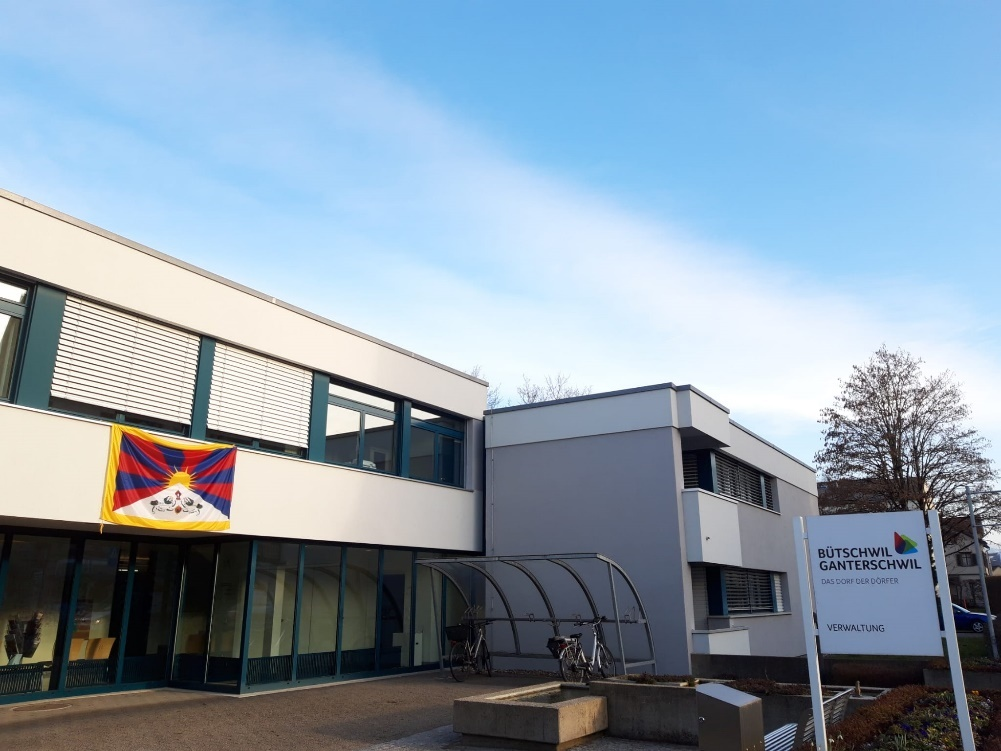 BÜTSCHWIL
GANTERSCHWIL
DAS DORF DER DÖRFER
VERWALTUNG